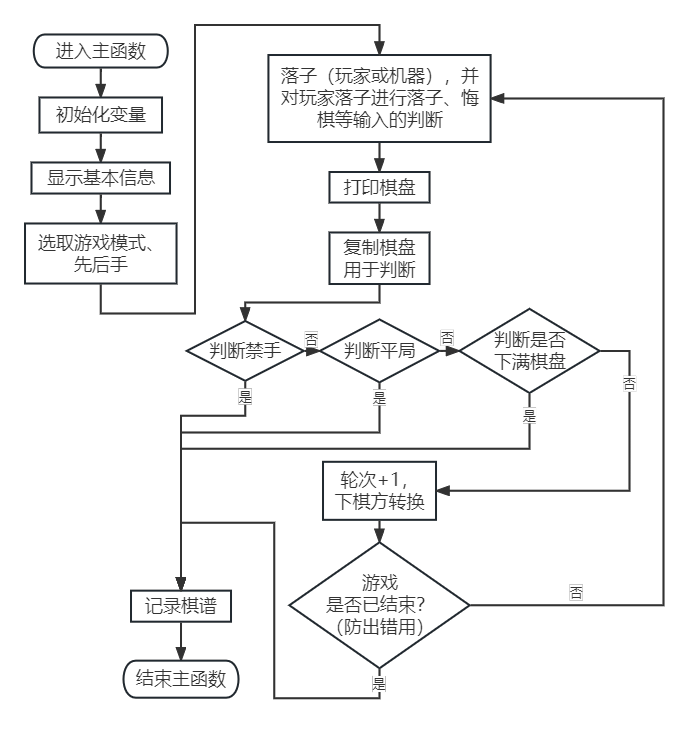 进入主函数
初始化变量
显示基本信息
选取游戏模式、
先后手
落子（玩家或机器），并
对玩家落子进行落子、悔
棋等输入的判断
打印棋盘
复制棋盘
用于判断
判断禁手
否
判断平局
否
判断是否
下满棋盘
否
是
是
是
轮次+1，
下棋方转换
游戏
是否已结束？
（防出错用）
否
是
记录棋谱
结束主函数